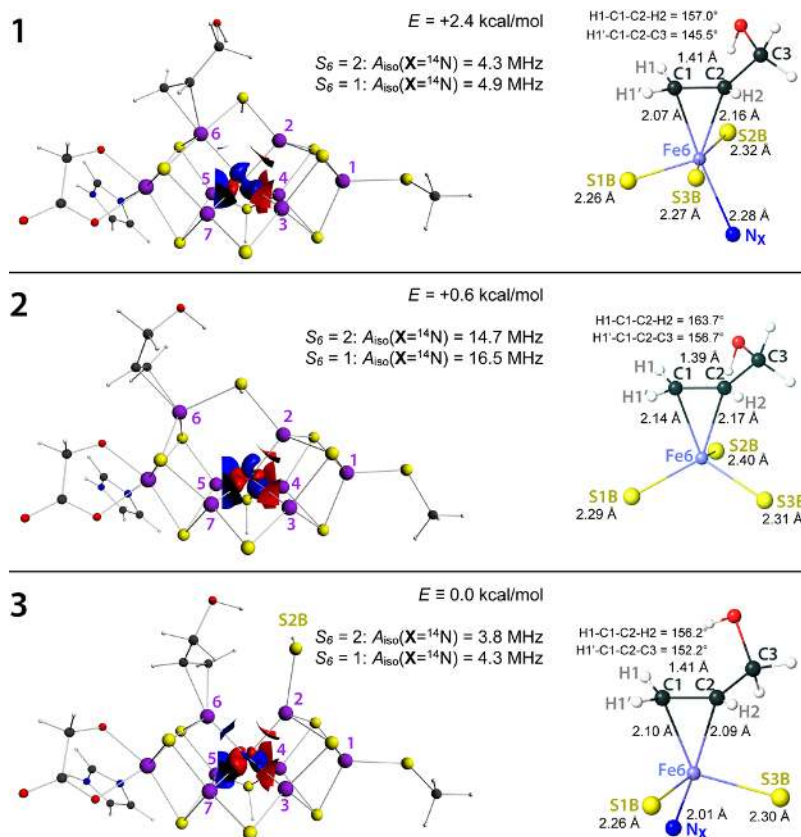 1
E = +2.4 kcal/mol
S6 = 2: Aiso(X=¹⁴N) = 4.3 MHz
S6 = 1: Aiso(X=¹⁴N) = 4.9 MHz
6
2
5
4
1
7
3
H1-C1-C2-H2 = 157.0°
H1'-C1-C2-C3 = 145.5°
1.41 Å
C3
H1
C1
C2
H1'
H2
2.07 Å
2.16 Å
S2B
Fe6
2.32 Å
S1B
S3B
2.26 Å
2.27 Å
2.28 Å
NX
2
E = +0.6 kcal/mol
S6 = 2: Aiso(X=¹⁴N) = 14.7 MHz
S6 = 1: Aiso(X=¹⁴N) = 16.5 MHz
6
2
5
4
1
7
3
H1-C1-C2-H2 = 163.7°
H1'-C1-C2-C3 = 156.7°
1.39 Å
C3
H1
C1
C2
H1'
H2
2.14 Å
2.17 Å
S2B
Fe6
2.40 Å
S1B
S3B
2.29 Å
2.31 Å
3
E ≡ 0.0 kcal/mol
S2B
S6 = 2: Aiso(X=¹⁴N) = 3.8 MHz
S6 = 1: Aiso(X=¹⁴N) = 4.3 MHz
6
2
5
4
1
7
3
H1-C1-C2-H2 = 156.2°
H1'-C1-C2-C3 = 152.2°
1.41 Å
C3
H1
C1
C2
H1'
H2
2.10 Å
2.09 Å
Fe6
S3B
S1B
2.26 Å
2.01 Å
2.30 Å
NX